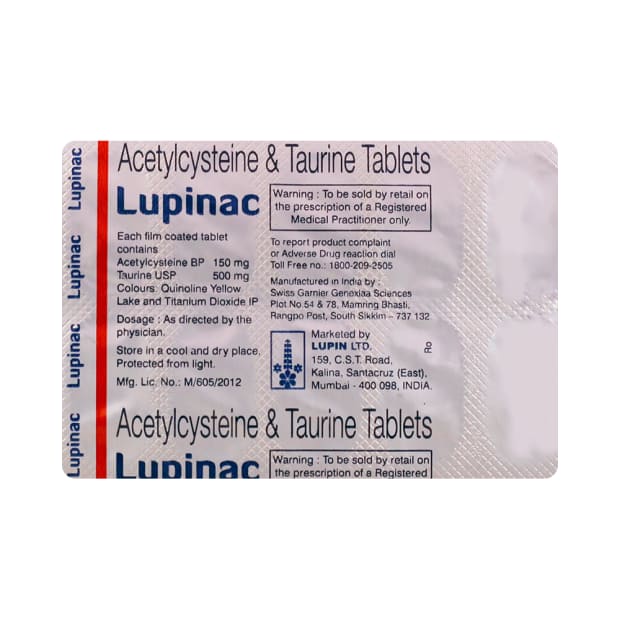 Acetylcysteine & Taurine Tablets
Lupinac
Warning : To be sold by retail on
the prescription of a Registered
Medical Practitioner only.
Each film coated tablet
contains
Acetylcysteine BP 150 mg
Taurine USP 500 mg
Colours: Quinoline Yellow
Lake and Titanium Dioxide IP
Dosage : As directed by the
physician.
Store in a cool and dry place,
Protected from light.
Mfg. Lic. No.: M/605/2012
To report product complaint
or Adverse Drug reaction dial
Toll Free no.: 1800-209-2505
Manufactured in India by :
Swiss Garnier Genexiaa Sciences
Plot No.54 & 78, Mamring Bhasti,
Rangpo Post, South Sikkim – 737 132
Marketed by
LUPIN LTD.
159, C.S.T. Road,
Kalina, Santacruz (East),
Mumbai - 400 098, INDIA.
Ro
Acetylcysteine & Taurine Tablets
Lupinac
Warning : To be sold by retail on
the prescription of a Registered
Lupinac
Lupinac
Lupinac
Lupinac